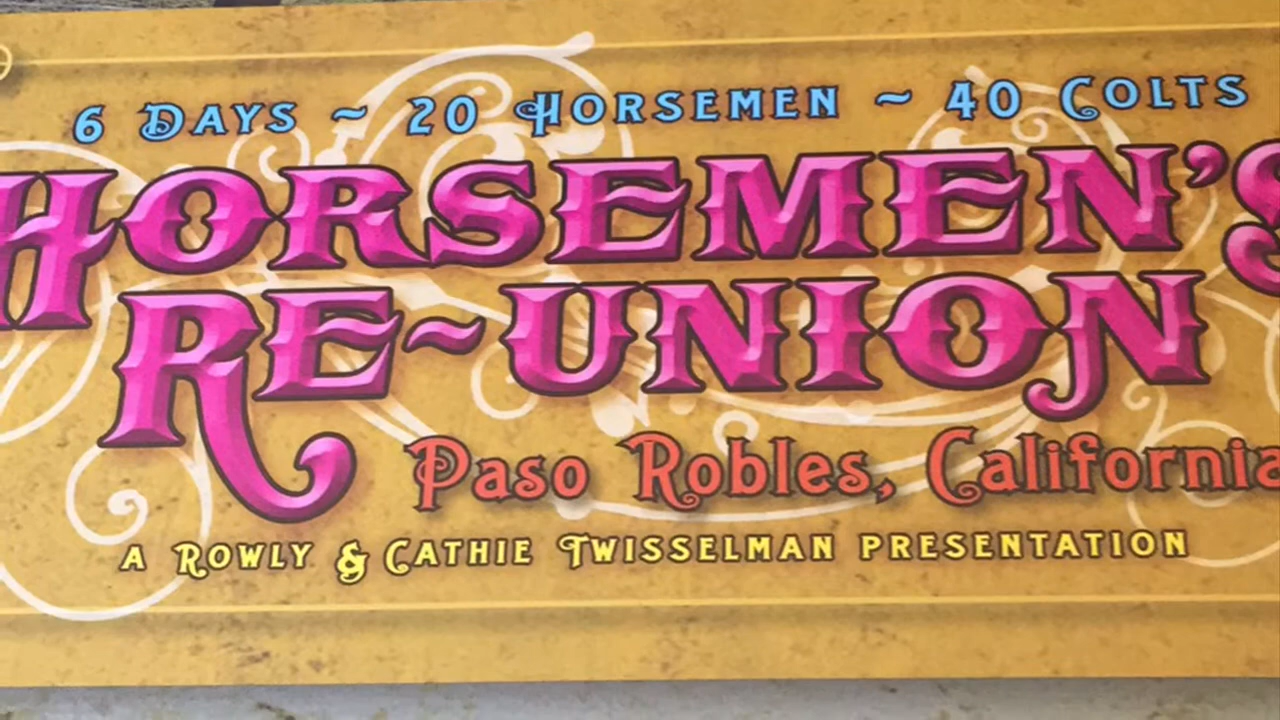 6 Days ~ 20 Horsemen ~ 40 Colts
Horsemen's
Re-Union
Paso Robles, California
A Rowly & Cathie Twisselman Presentation